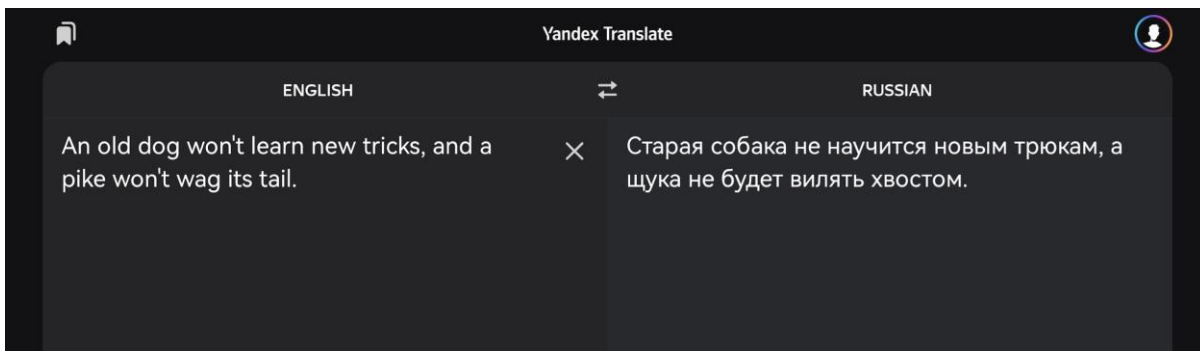 Yandex Translate
ENGLISH
RUSSIAN
An old dog won't learn new tricks, and a
pike won't wag its tail.
Старая собака не научится новым трюкам, а
щука не будет вилять хвостом.